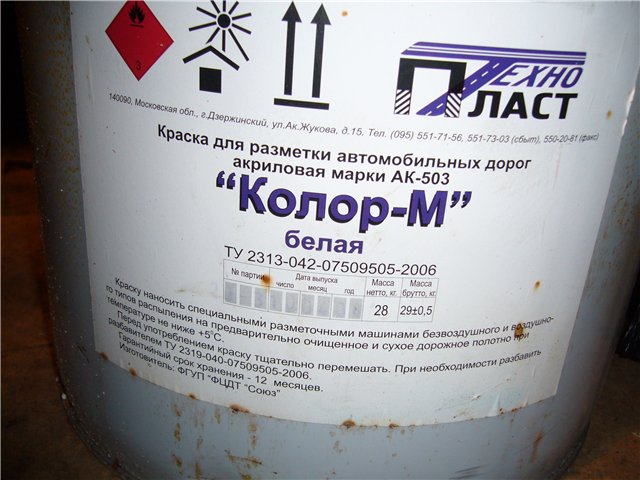 3
ТЕХНО
ПЛАСТ
140090, Московская обл., г.Дзержинский, ул.Ак.Жукова, д.15. Тел. (095) 551-71-56, 551-73-03 (сбыт), 550-20-81 (факс)
Краска для разметки автомобильных дорог
акриловая марки АК-503
“Колор-М”
белая
ТУ 2313-042-07509505-2006
№ партии Дата выпуска Масса Масса
число месяц год нетто, кг. брутто, кг.
28 29±0,5
Краску наносить специальными разметочными машинами безвоздушного и воздушно-
го типов распыления на предварительно очищенное и сухое дорожное полотно при
температуре не ниже +5°С.
Перед употреблением краску тщательно перемешать. При необходимости разбавить
разбавителем ТУ 2319-040-07509505-2006.
Гарантийный срок хранения - 12 месяцев.
Изготовитель: ФГУП "ФЦДТ "Союз"